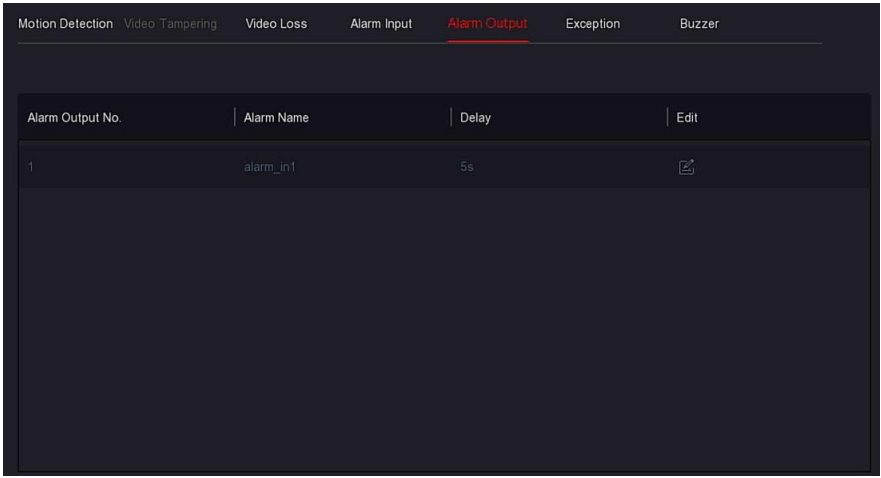 Motion Detection Video Tampering Video Loss Alarm Input Alarm Output Exception Buzzer
Alarm Output No. Alarm Name Delay Edit
1 alarm_in1 5s